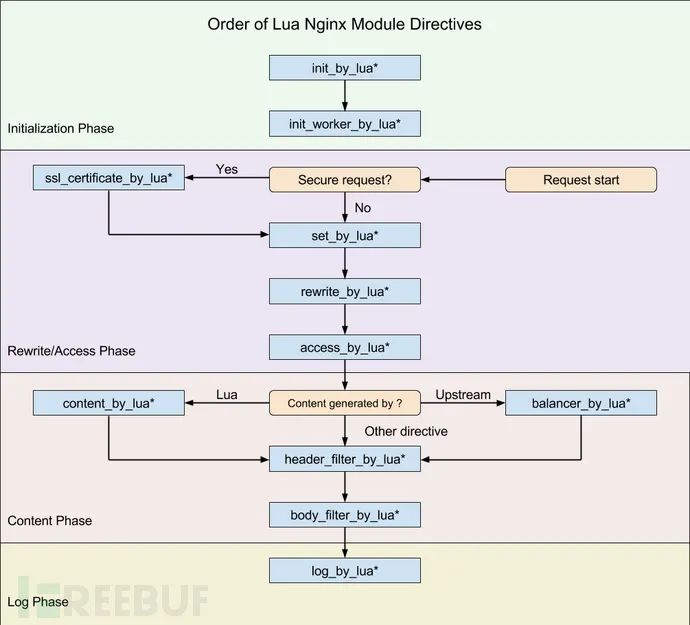 Order of Lua Nginx Module Directives
init_by_lua*
init_worker_by_lua*
Initialization Phase
ssl_certificate_by_lua*
Yes
Secure request?
Request start
No
set_by_lua*
rewrite_by_lua*
access_by_lua*
Rewrite/Access Phase
content_by_lua*
Lua
Content generated by ?
Upstream
balancer_by_lua*
Other directive
header_filter_by_lua*
body_filter_by_lua*
Content Phase
log_by_lua*
REEBUF
Log Phase